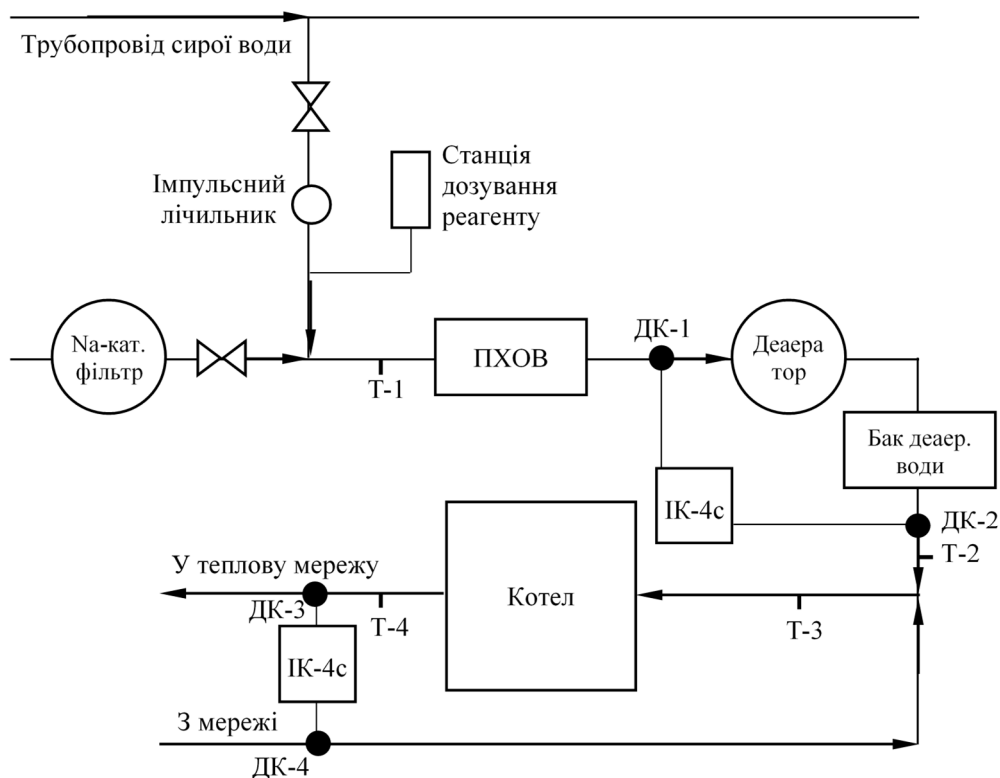 Трубопровід сирої води
Імпульсний
лічильник
Станція
дозування
реагенту
Na-кат.
фільтр
Т-1
ПХОВ
ДК-1
Деаера
тор
Бак деаер.
води
ІК-4с
ДК-2
Т-2
У теплову мережу
ДК-3
Т-4
Котел
Т-3
ІК-4с
З мережі
ДК-4